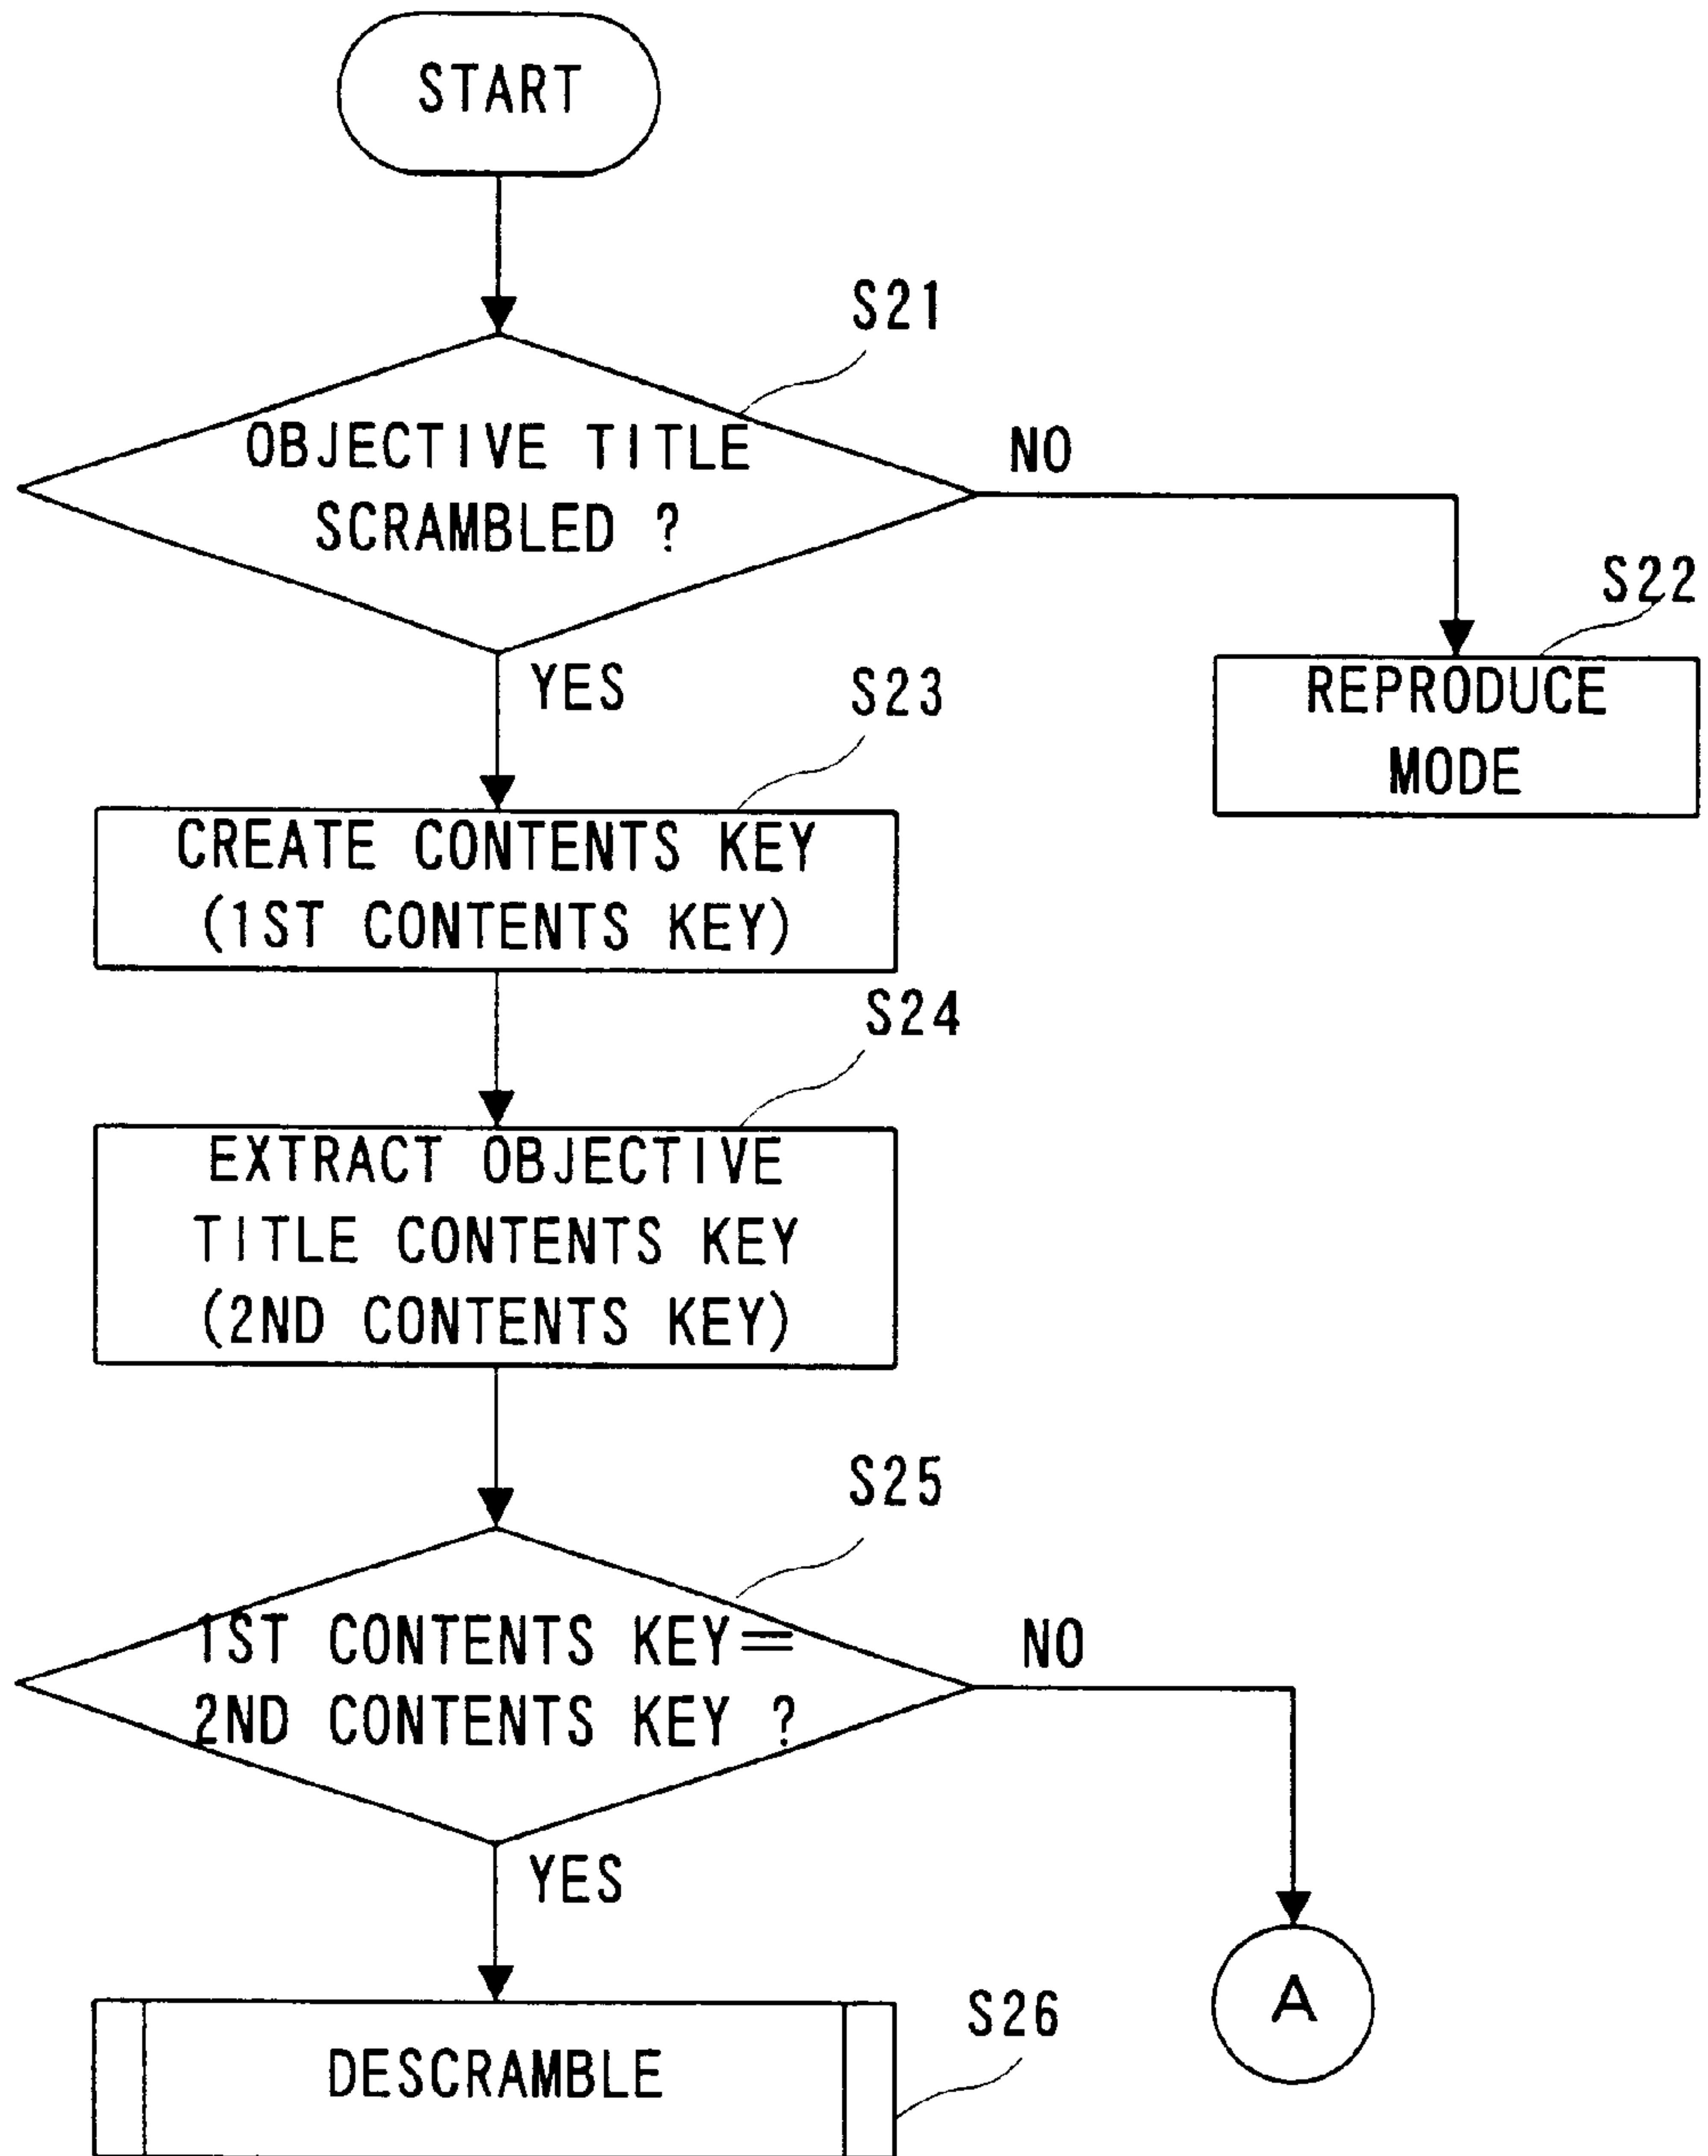 START
S21
OBJECTIVE TITLE
SCRAMBLED ?
NO
S22
REPRODUCE
MODE
YES
S23
CREATE CONTENTS KEY
(1ST CONTENTS KEY)
S24
EXTRACT OBJECTIVE
TITLE CONTENTS KEY
(2ND CONTENTS KEY)
S25
1ST CONTENTS KEY=
2ND CONTENTS KEY ?
NO
YES
A
S26
DESCRAMBLE